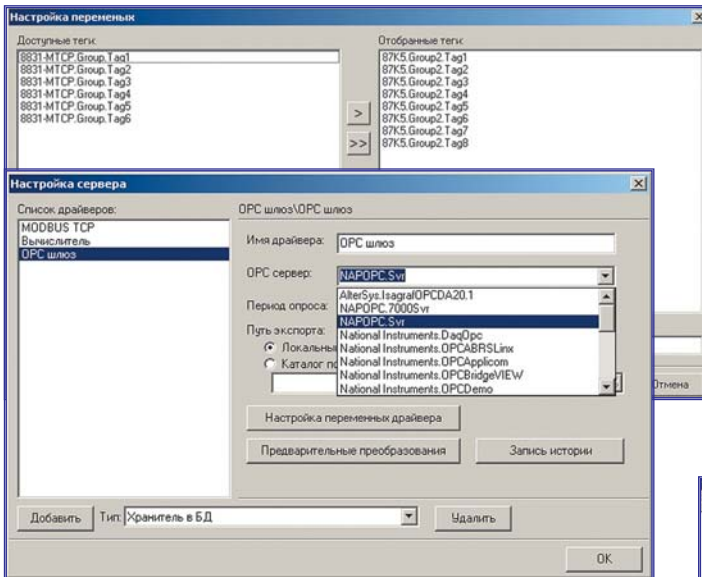 Настройка переменых
Доступные теги:
8831-MTCP.Group.Tag1
8831-MTCP.Group.Tag2
8831-MTCP.Group.Tag3
8831-MTCP.Group.Tag4
8831-MTCP.Group.Tag5
8831-MTCP.Group.Tag6
>
>>
Отобранные теги:
87K5.Group2.Tag1
87K5.Group2.Tag2
87K5.Group2.Tag3
87K5.Group2.Tag4
87K5.Group2.Tag5
87K5.Group2.Tag6
87K5.Group2.Tag7
87K5.Group2.Tag8
Отмена
Настройка сервера
Список драйверов:
MODBUS TCP
Вычислитель
OPC шлюз
OPC шлюз\OPC шлюз
Имя драйвера: OPC шлюз
OPC сервер: NAPOPC.Svr
AlterSys.IsagrafOPCDA20.1
NAPOPC.7000Svr
NAPOPC.Svr
National Instruments.DaqOpc
National Instruments.OPCABRSLinx
National Instruments.OPCApplicom
National Instruments.OPCBridgeVIEW
National Instruments.OPCDemo
Период опроса:
Путь экспорта:
Локальны
Каталог по
Настройка переменных драйвера
Предварительные преобразования
Запись истории
Добавить
Тип: Хранитель в БД
Удалить
OK